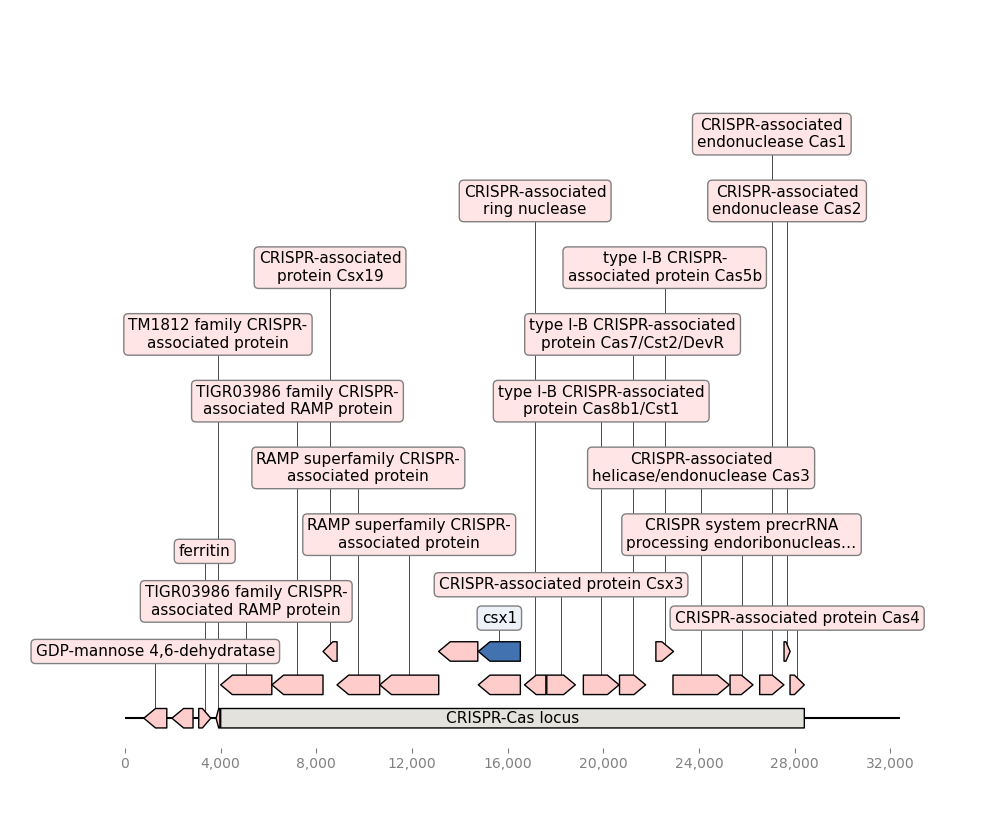 CRISPR-associated
endonuclease Cas1
CRISPR-associated
ring nuclease
CRISPR-associated
endonuclease Cas2
CRISPR-associated
protein Csx19
type I-B CRISPR-
associated protein Cas5b
TM1812 family CRISPR-
associated protein
type I-B CRISPR-associated
protein Cas7/Cst2/DevR
TIGR03986 family CRISPR-
associated RAMP protein
type I-B CRISPR-associated
protein Cas8b1/Cst1
RAMP superfamily CRISPR-
associated protein
CRISPR-associated
helicase/endonuclease Cas3
RAMP superfamily CRISPR-
associated protein
CRISPR system precrRNA
processing endoribonucleas...
ferritin
CRISPR-associated protein Csx3
TIGR03986 family CRISPR-
associated RAMP protein
csx1
CRISPR-associated protein Cas4
GDP-mannose 4,6-dehydratase
CRISPR-Cas locus
0 4,000 8,000 12,000 16,000 20,000 24,000 28,000 32,000